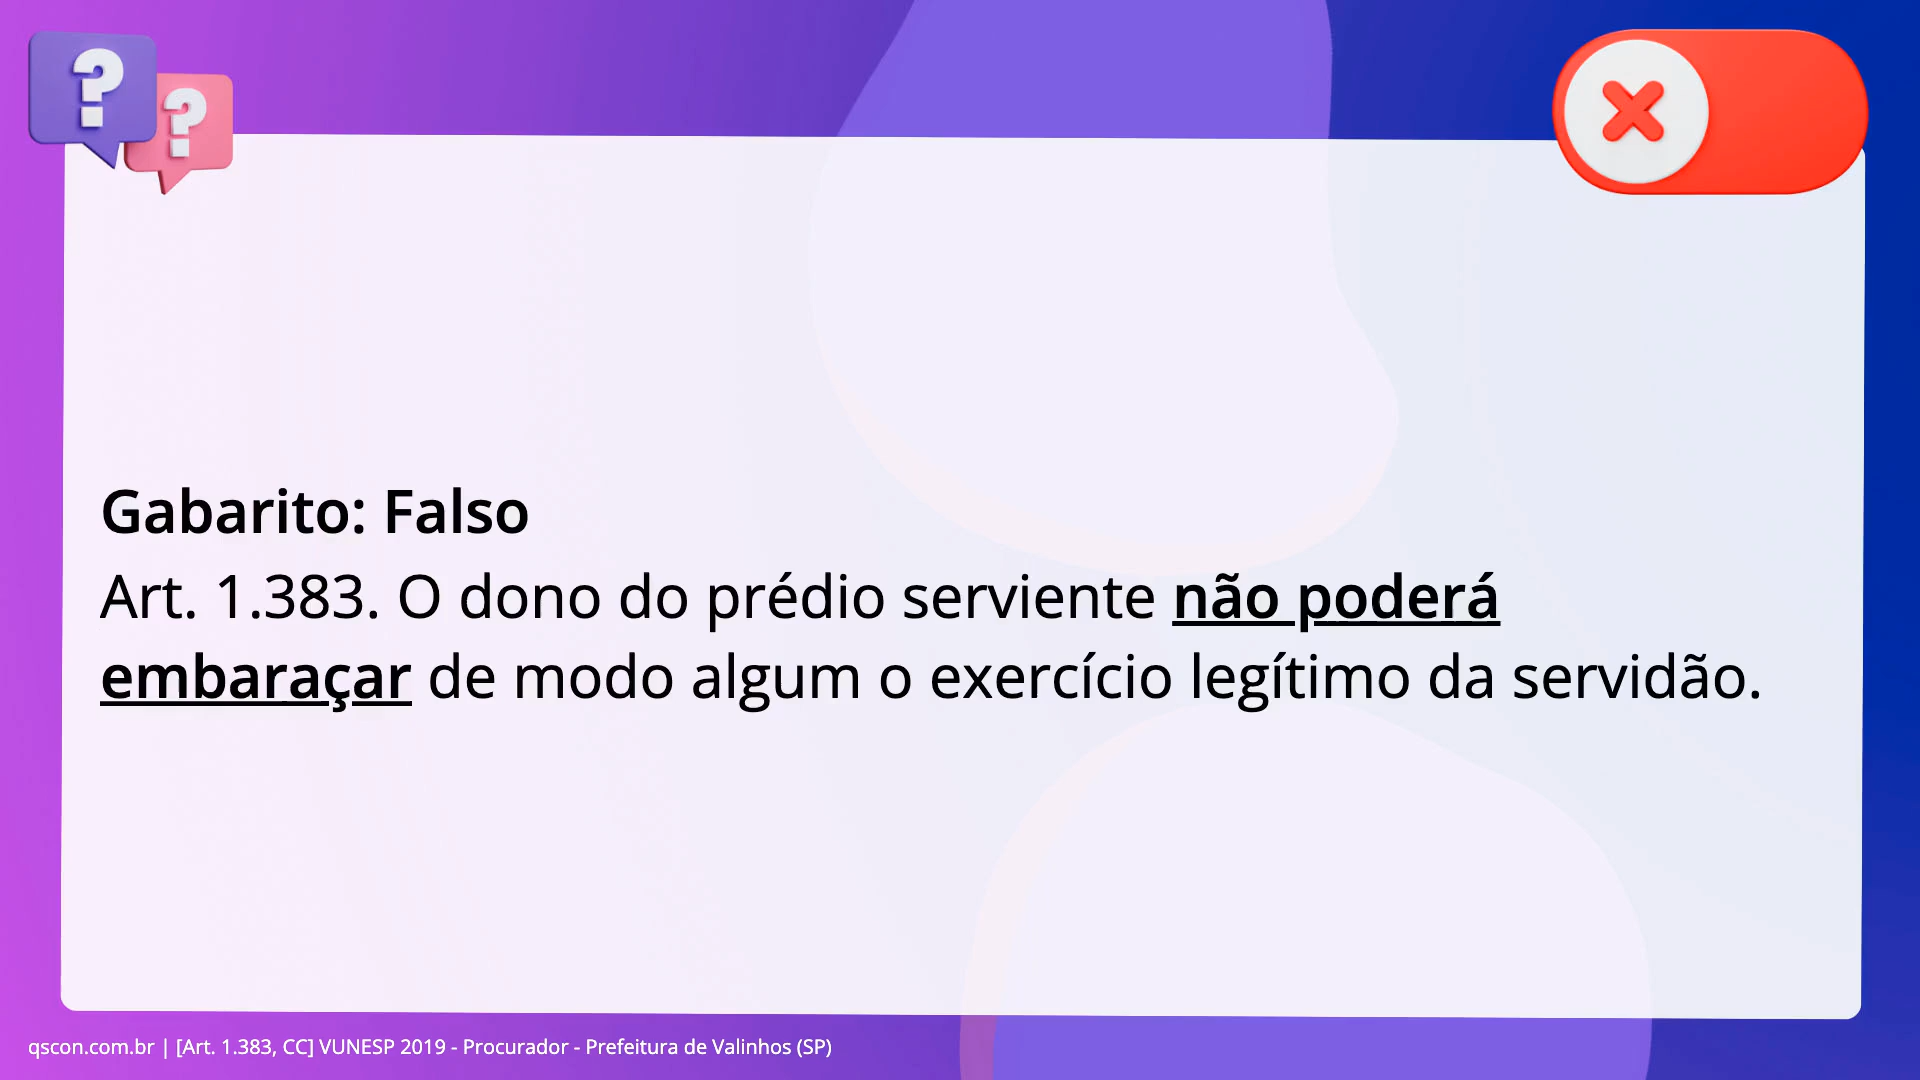 Gabarito: Falso
Art. 1.383. O dono do prédio serviente não poderá
embaraçar de modo algum o exercício legítimo da servidão.
qscon.com.br | [Art. 1.383, CC] VUNESP 2019 - Procurador - Prefeitura de Valinhos (SP)